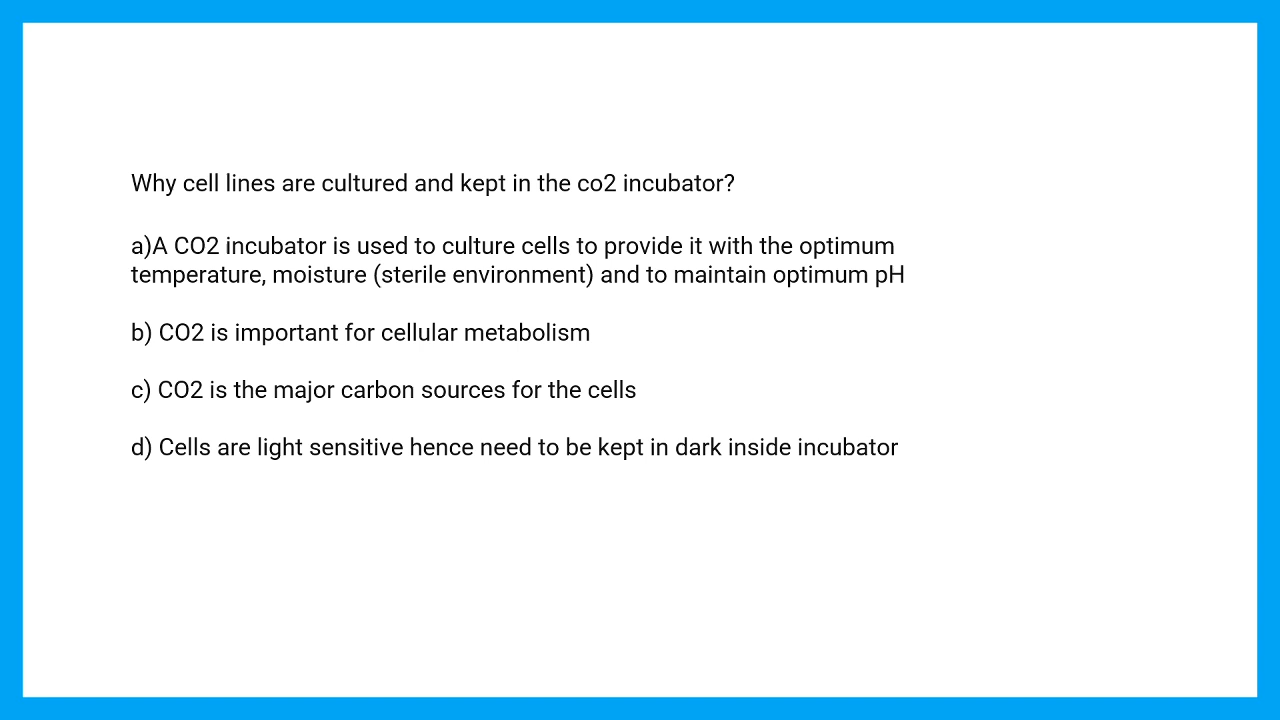 Why cell lines are cultured and kept in the co2 incubator?
a)A CO2 incubator is used to culture cells to provide it with the optimum
temperature, moisture (sterile environment) and to maintain optimum pH
b) CO2 is important for cellular metabolism
c) CO2 is the major carbon sources for the cells
d) Cells are light sensitive hence need to be kept in dark inside incubator